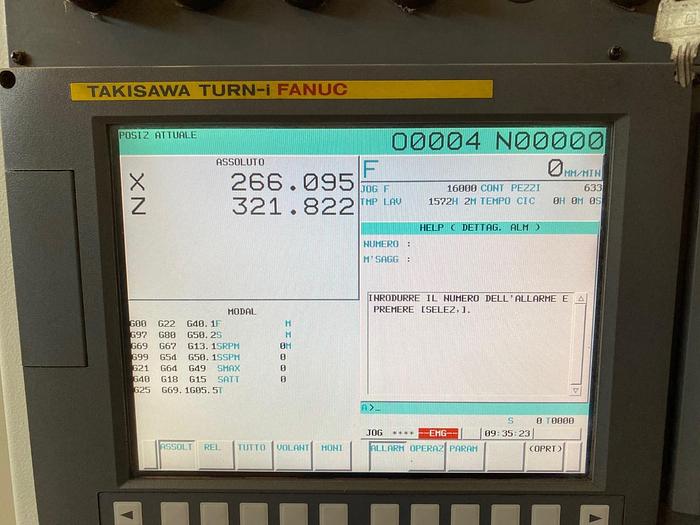 TAKISAWA TURN-i FANUC
POSIZ ATTUALE
O0004 N00000
ASSOLUTO
X 266.095
Z 321.822
F 0 MM/MIN
JOG F 16000 CONT PEZZI 633
TMP LAV 1572H 2M TEMPO CIC 0H 0M 0S
HELP ( DETTAG. ALM )
NUMERO :
M'SAGG :
INRODURRE IL NUMERO DELL'ALLARME E
PREMERE [SELEZ,].
MODAL
G00 G22 G40.1 F M
G97 G80 G50.2 S M
G69 G67 G13.1 SRPM 0M
G99 G54 G50.1 SSPM 0
G21 G64 G49 SMAX 0
G40 G18 G15 SATT 0
G25 G69.1 G05.5 T
A>_
S 0 T0000
JOG **** --EMG-- 09:35:23
ASSOLT REL TUTTO VOLANT MONI ALLARM OPERAZ PARAM (OPRT)